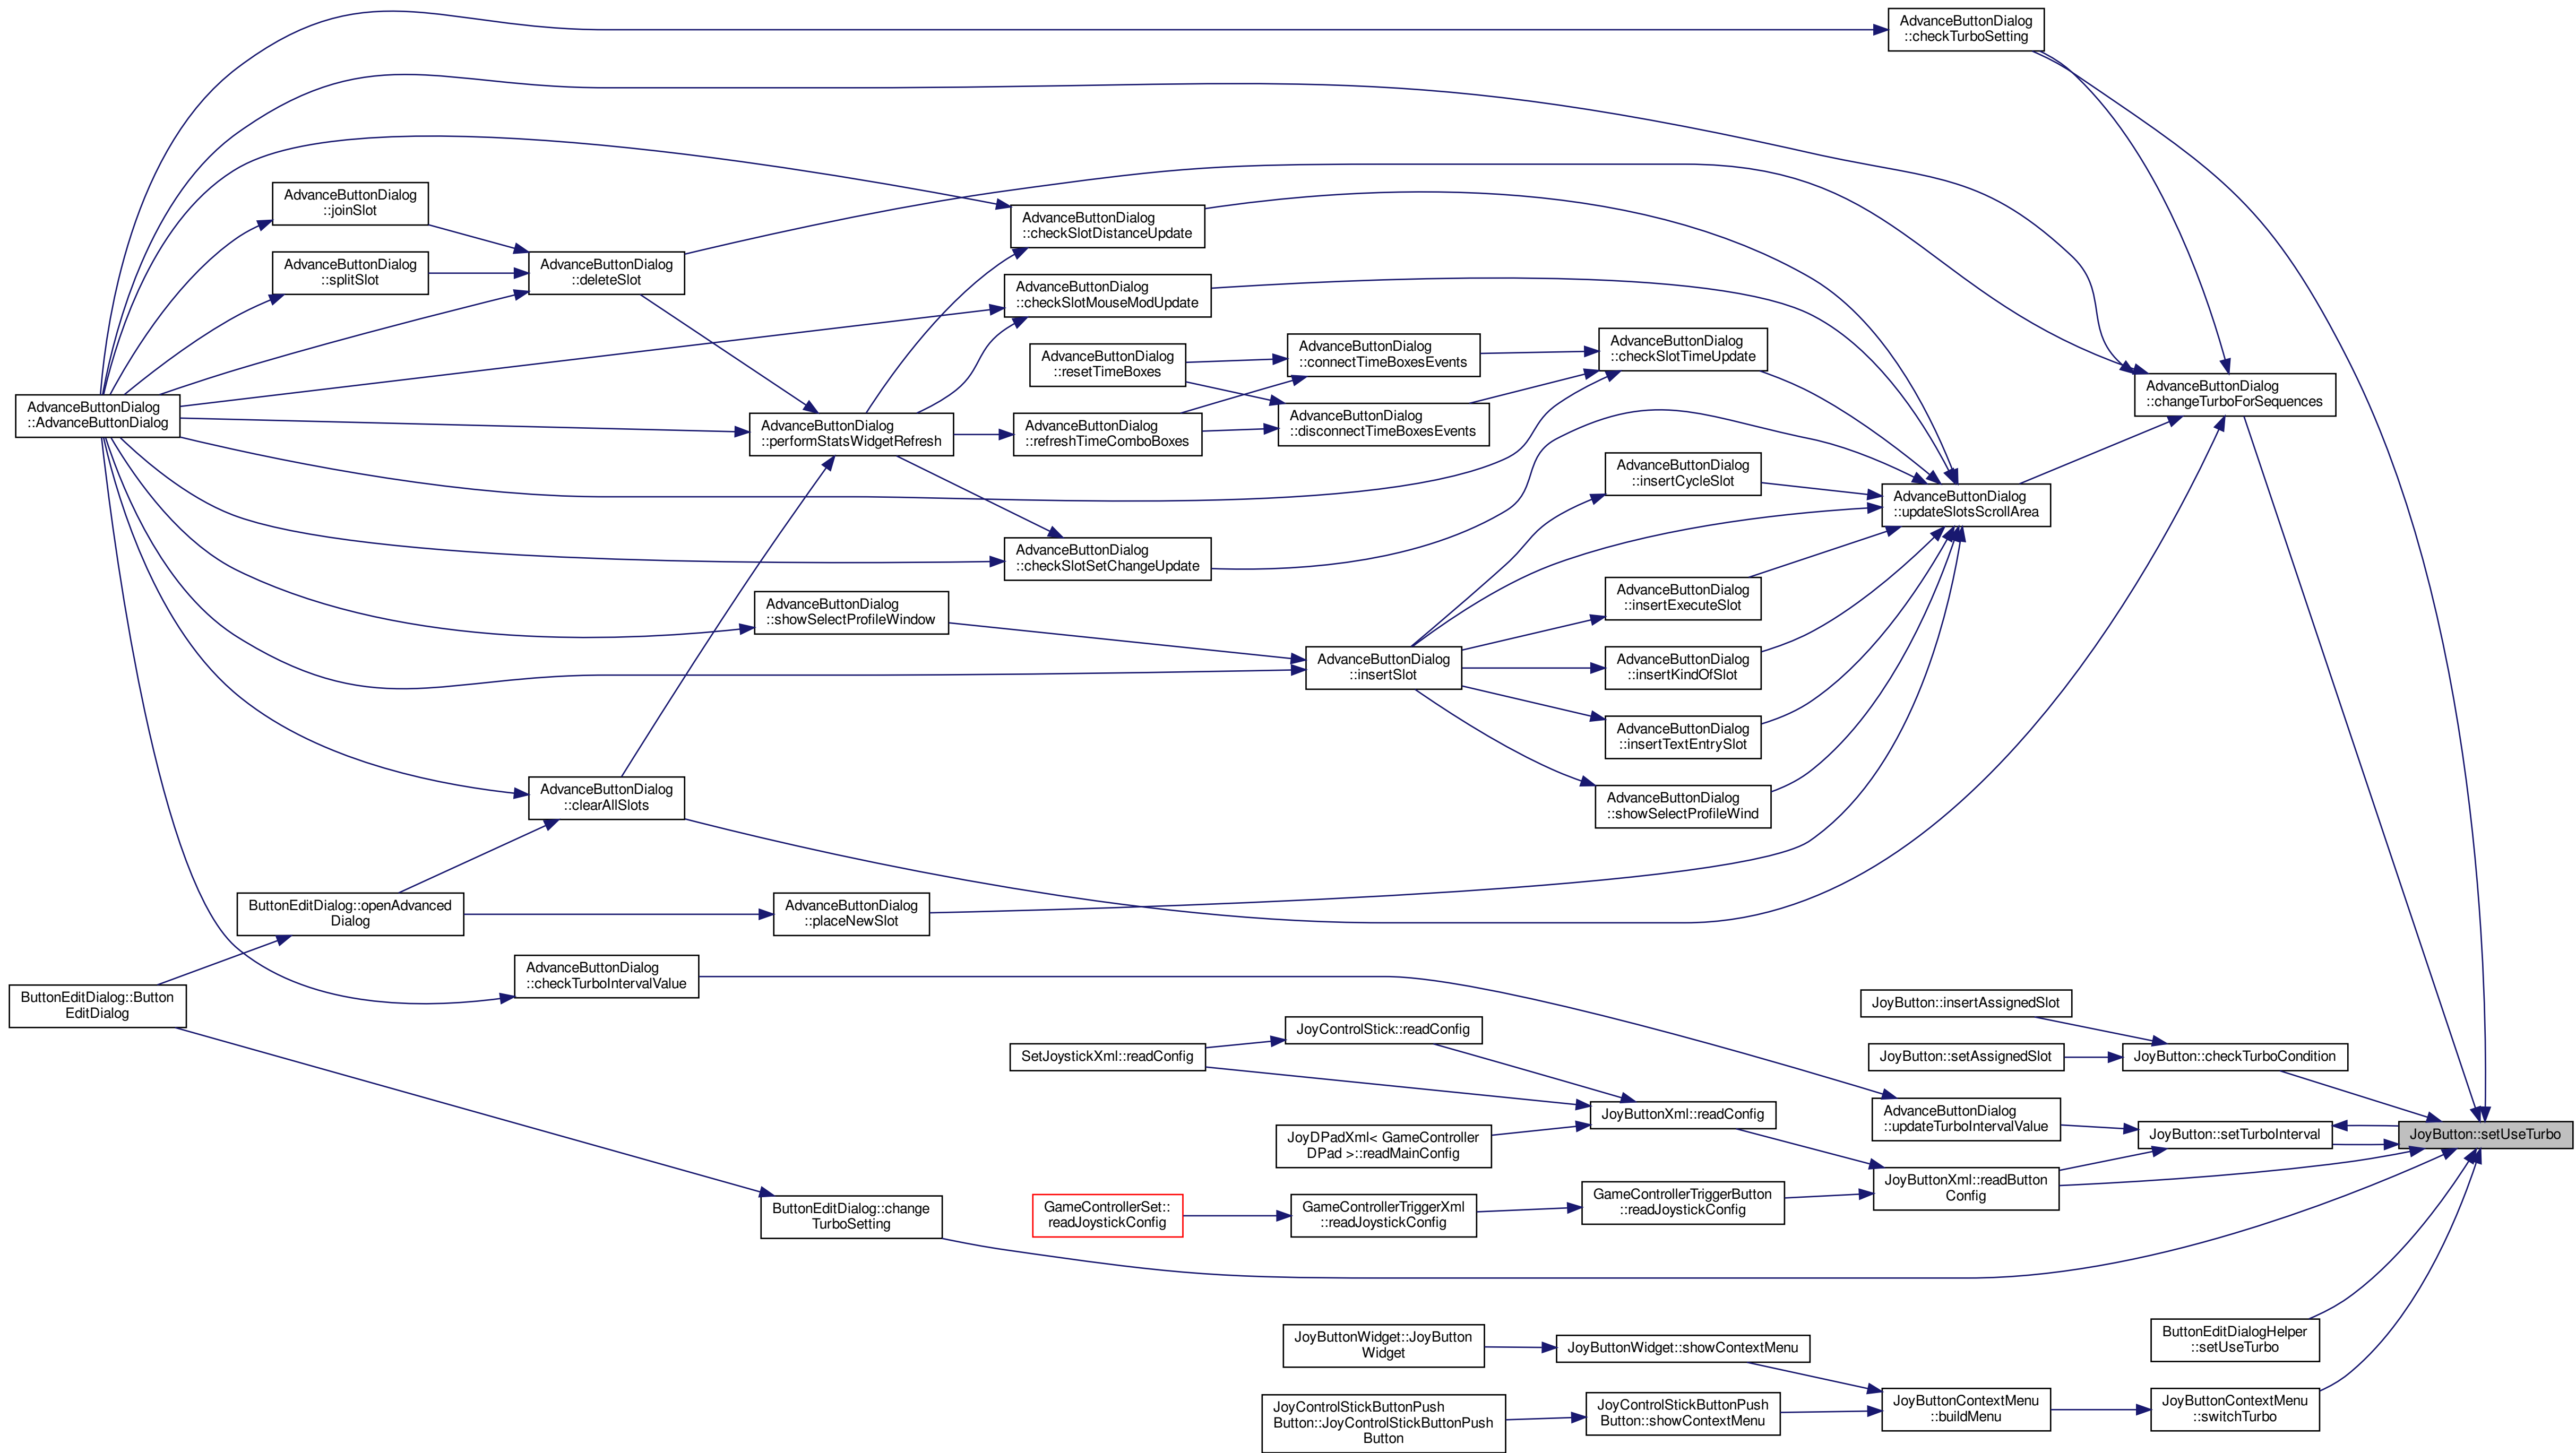 AdvanceButtonDialog
::checkTurboSetting
AdvanceButtonDialog
::joinSlot
AdvanceButtonDialog
::checkSlotDistanceUpdate
AdvanceButtonDialog
::splitSlot
AdvanceButtonDialog
::deleteSlot
AdvanceButtonDialog
::checkSlotMouseModUpdate
AdvanceButtonDialog
::resetTimeBoxes
AdvanceButtonDialog
::connectTimeBoxesEvents
AdvanceButtonDialog
::checkSlotTimeUpdate
AdvanceButtonDialog
::changeTurboForSequences
AdvanceButtonDialog
::AdvanceButtonDialog
AdvanceButtonDialog
::performStatsWidgetRefresh
AdvanceButtonDialog
::refreshTimeComboBoxes
AdvanceButtonDialog
::disconnectTimeBoxesEvents
AdvanceButtonDialog
::insertCycleSlot
AdvanceButtonDialog
::updateSlotsScrollArea
AdvanceButtonDialog
::checkSlotSetChangeUpdate
AdvanceButtonDialog
::insertExecuteSlot
AdvanceButtonDialog
::showSelectProfileWindow
AdvanceButtonDialog
::insertSlot
AdvanceButtonDialog
::insertKindOfSlot
AdvanceButtonDialog
::insertTextEntrySlot
AdvanceButtonDialog
::clearAllSlots
AdvanceButtonDialog
::showSelectProfileWind
ButtonEditDialog::openAdvanced
Dialog
AdvanceButtonDialog
::placeNewSlot
AdvanceButtonDialog
::checkTurboIntervalValue
ButtonEditDialog::Button
EditDialog
JoyButton::insertAssignedSlot
JoyControlStick::readConfig
SetJoystickXml::readConfig
JoyButton::setAssignedSlot
JoyButton::checkTurboCondition
JoyButtonXml::readConfig
AdvanceButtonDialog
::updateTurboIntervalValue
JoyButton::setTurboInterval
JoyButton::setUseTurbo
JoyDPadXml< GameController
DPad >::readMainConfig
JoyButtonXml::readButton
Config
GameControllerSet::
readJoystickConfig
GameControllerTriggerXml
::readJoystickConfig
GameControllerTriggerButton
::readJoystickConfig
ButtonEditDialog::change
TurboSetting
JoyButtonWidget::JoyButton
Widget
JoyButtonWidget::showContextMenu
ButtonEditDialogHelper
::setUseTurbo
JoyControlStickButtonPush
Button::JoyControlStickButtonPush
Button
JoyControlStickButtonPush
Button::showContextMenu
JoyButtonContextMenu
::buildMenu
JoyButtonContextMenu
::switchTurbo